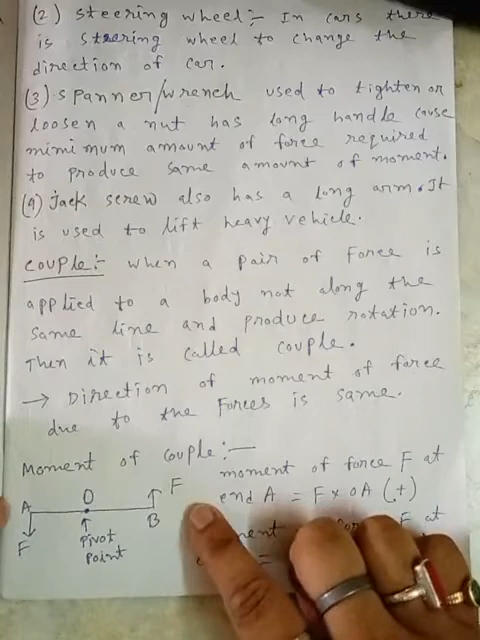 (2) steering wheel:- In cars there
is steering wheel to change the
direction of car.
(3) spanner/wrench used to tighten or
loosen a nut has long handle cause
mimimum amount of force required
to produce same amount of moment.
(4) Jack screw also has a long arm. It
is used to lift heavy vehicle.
couple:- when a pair of Force is
applied to a body not along the
same line and produce rotation.
Then it is called couple.
→ Direction of moment of force
due to the Forces is same.
Moment of couple:—
moment of force F at
end A = F x OA (+)
F at
=
A O B F
F
Pivot
Point